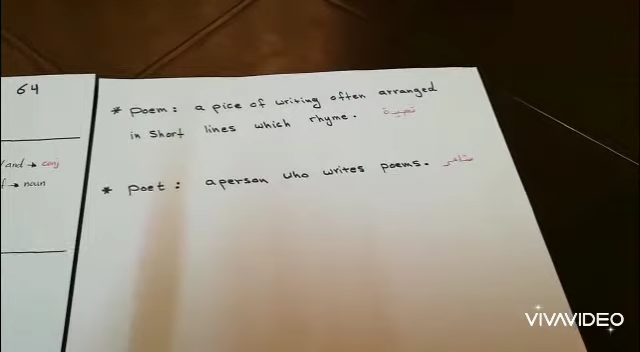 64
and → conj
f → noun
* Poem : a pice of writing often arranged
in short lines which rhyme. قصيدة
* Poet : aperson who writes poems. شاعر
VIVAVIDEO